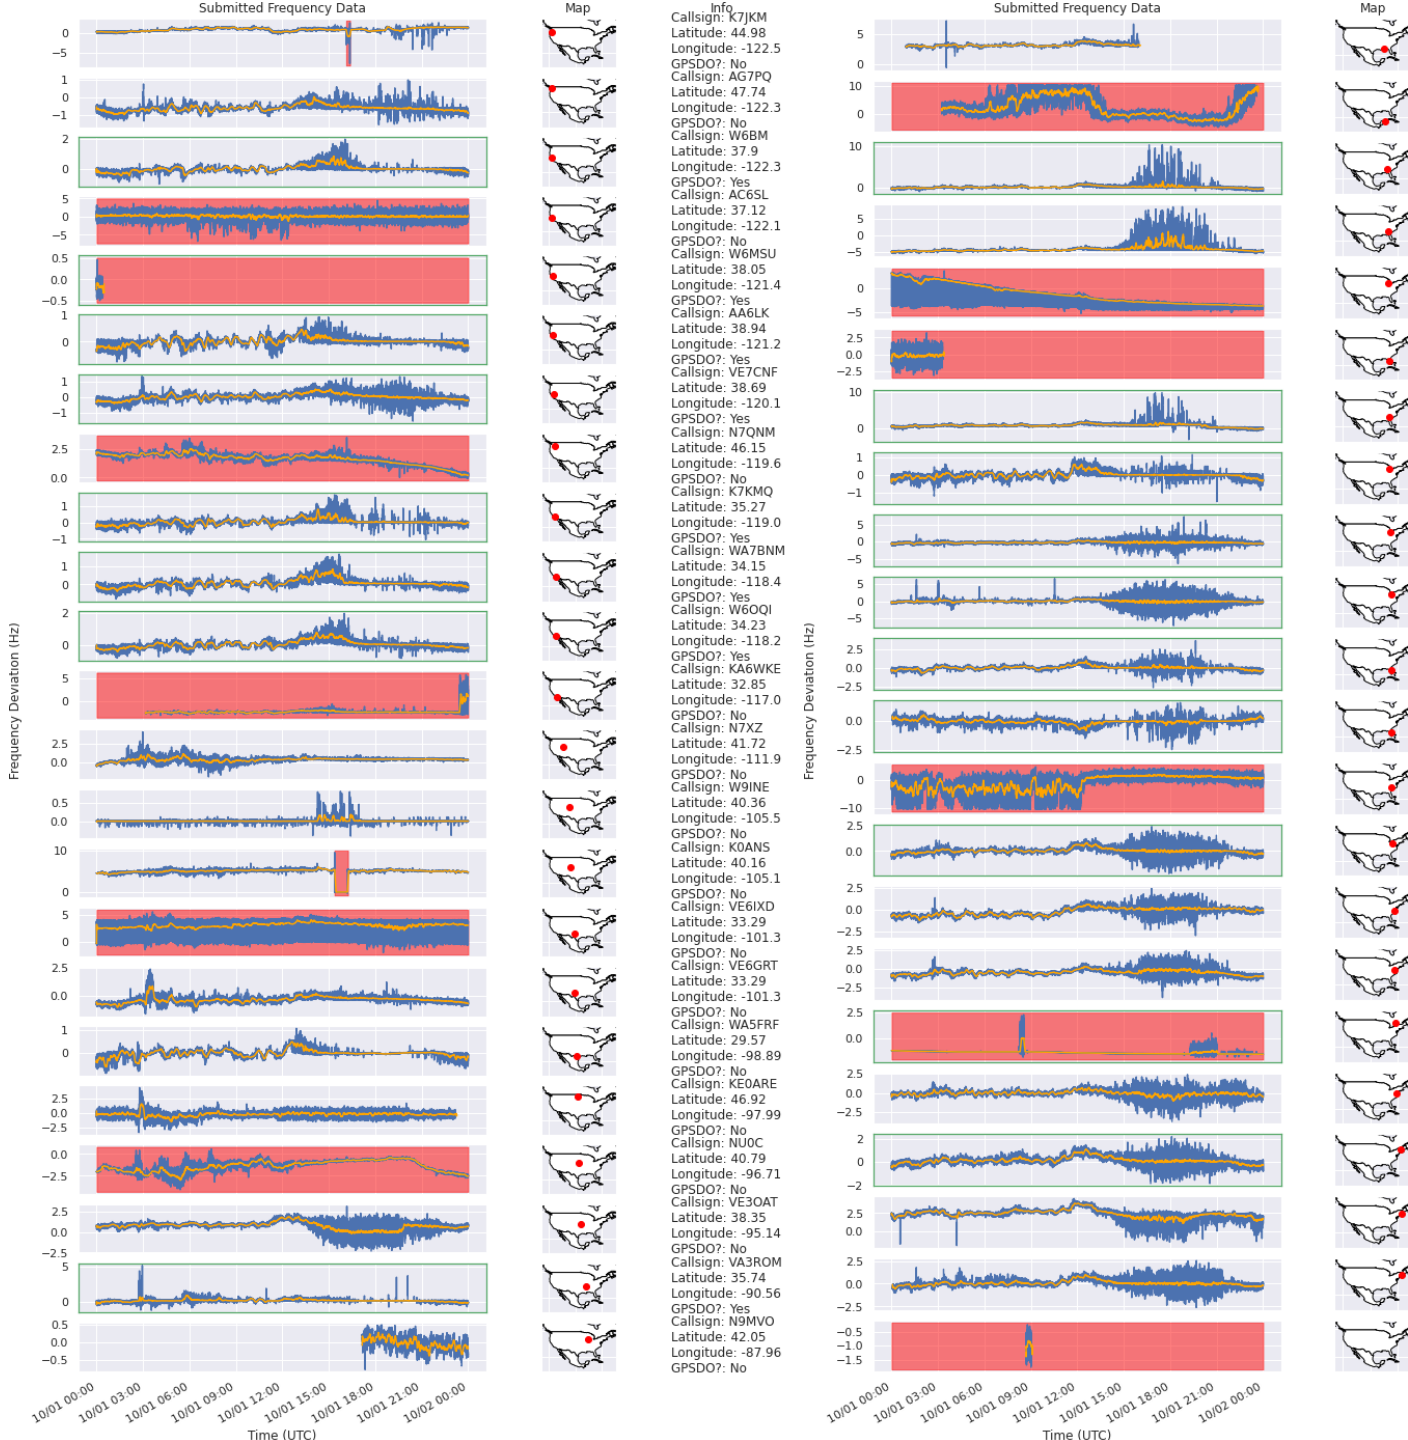 Submitted Frequency Data
Map
Info
Submitted Frequency Data
Map
Callsign: K7JKM
Latitude: 44.98
Longitude: -122.5
GPSDO?: No
Callsign: AG7PQ
Latitude: 47.74
Longitude: -122.3
GPSDO?: No
Callsign: W6BM
Latitude: 37.9
Longitude: -122.3
GPSDO?: Yes
Callsign: AC6SL
Latitude: 37.12
Longitude: -122.1
GPSDO?: No
Callsign: W6MSU
Latitude: 38.05
Longitude: -121.4
GPSDO?: Yes
Callsign: AA6LK
Latitude: 38.94
Longitude: -121.2
GPSDO?: Yes
Callsign: VE7CNF
Latitude: 38.69
Longitude: -120.1
GPSDO?: Yes
Callsign: N7QNM
Latitude: 46.15
Longitude: -119.6
GPSDO?: No
Callsign: K7KMQ
Latitude: 35.27
Longitude: -119.0
GPSDO?: Yes
Callsign: WA7BNM
Latitude: 34.15
Longitude: -118.4
GPSDO?: Yes
Callsign: W6OQI
Latitude: 34.23
Longitude: -118.2
GPSDO?: Yes
Callsign: KA6WKE
Latitude: 32.85
Longitude: -117.0
GPSDO?: No
Callsign: N7XZ
Latitude: 41.72
Longitude: -111.9
GPSDO?: No
Callsign: W9INE
Latitude: 40.36
Longitude: -105.5
GPSDO?: No
Callsign: K0ANS
Latitude: 40.16
Longitude: -105.1
GPSDO?: No
Callsign: VE6IXD
Latitude: 33.29
Longitude: -101.3
GPSDO?: No
Callsign: VE6GRT
Latitude: 33.29
Longitude: -101.3
GPSDO?: No
Callsign: WA5FRF
Latitude: 29.57
Longitude: -98.89
GPSDO?: No
Callsign: KE0ARE
Latitude: 46.92
Longitude: -97.99
GPSDO?: No
Callsign: NU0C
Latitude: 40.79
Longitude: -96.71
GPSDO?: No
Callsign: VE3OAT
Latitude: 38.35
Longitude: -95.14
GPSDO?: No
Callsign: VA3ROM
Latitude: 35.74
Longitude: -90.56
GPSDO?: Yes
Callsign: N9MVO
Latitude: 42.05
Longitude: -87.96
GPSDO?: No
Frequency Deviation (Hz)
Frequency Deviation (Hz)
10/01 00:00
10/01 03:00
10/01 06:00
10/01 09:00
10/01 12:00
10/01 15:00
10/01 18:00
10/01 21:00
10/02 00:00
Time (UTC)
10/01 00:00
10/01 03:00
10/01 06:00
10/01 09:00
10/01 12:00
10/01 15:00
10/01 18:00
10/01 21:00
10/02 00:00
Time (UTC)